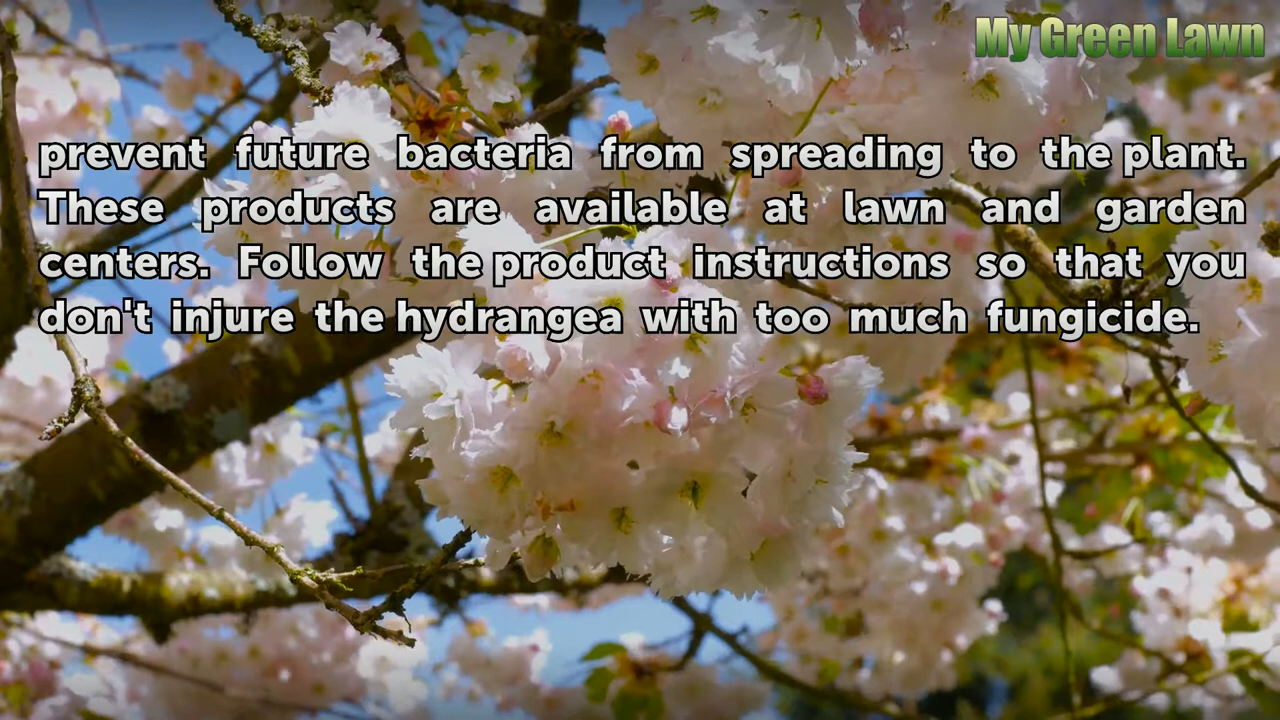 My Green Lawn
prevent future bacteria from spreading to the plant.
These products are available at lawn and garden
centers. Follow the product instructions so that you
don't injure the hydrangea with too much fungicide.